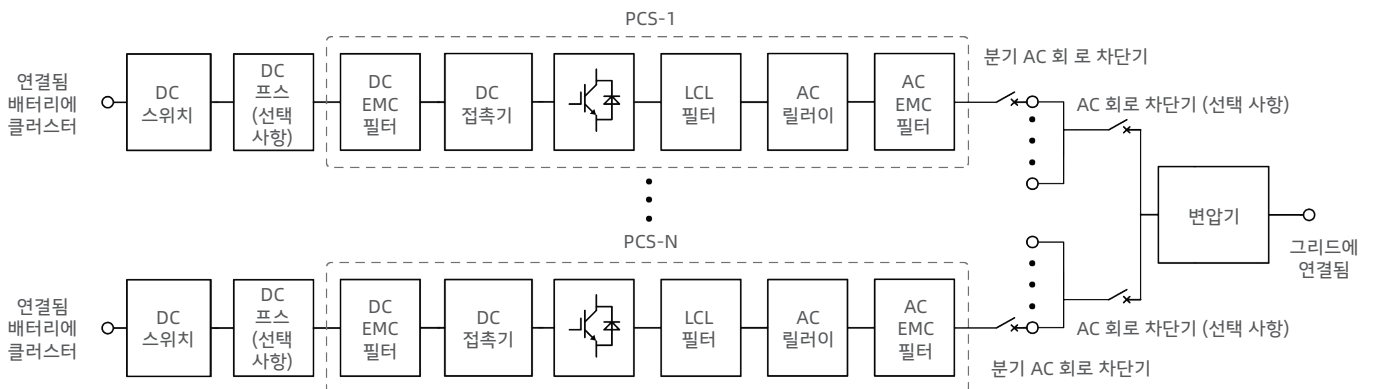 PCS-1
연결됨
배터리에
클러스터
DC
스위치
DC
프스
(선택
사항)
DC
EMC
필터
DC
접촉기
LCL
필터
AC
릴러이
AC
EMC
필터
분기 AC 회 로 차단기
AC 회로 차단기 (선택 사항)
변압기
그리드에
연결됨
PCS-N
연결됨
배터리에
클러스터
DC
스위치
DC
프스
(선택
사항)
DC
EMC
필터
DC
접촉기
LCL
필터
AC
릴러이
AC
EMC
필터
AC 회로 차단기 (선택 사항)
분기 AC 회로 차단기